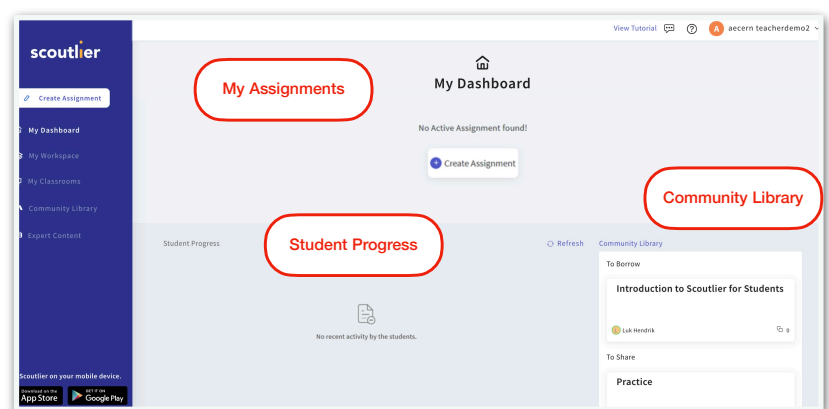 View Tutorial
A aecern teacherdemo2
scoutlier
Create Assignment
My Dashboard
My Workspace
My Classrooms
Community Library
Expert Content
Scoutlier on your mobile device.
Download on the
App Store
GET IT ON
Google Play
My Assignments
My Dashboard
No Active Assignment found!
Create Assignment
Community Library
Student Progress
Student Progress
Refresh
Community Library
To Borrow
Introduction to Scoutlier for Students
Luk Hendrik
0
No recent activity by the students.
To Share
Practice